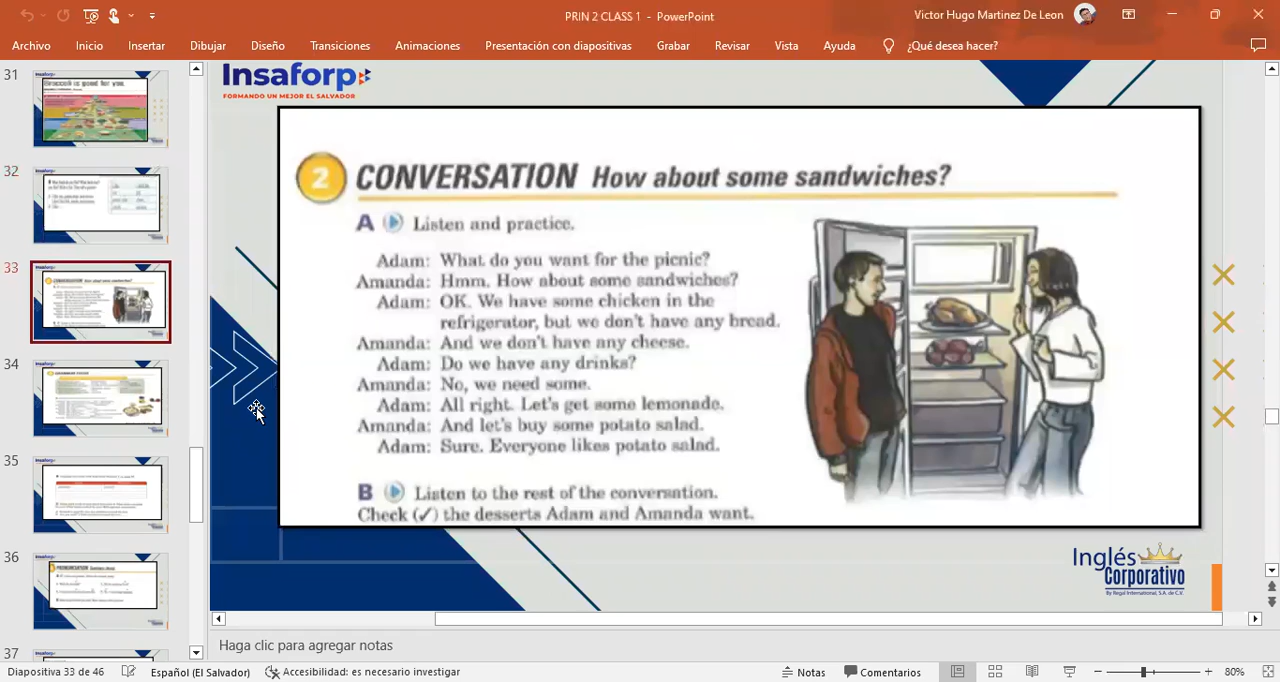 PRIN 2 CLASS 1 - PowerPoint
Victor Hugo Martinez De Leon
Archivo Inicio Insertar Dibujar Diseño Transiciones Animaciones Presentación con diapositivas Grabar Revisar Vista Ayuda ¿Qué desea hacer?
31
32
33
34
35
36
37
Insaforp
FORMANDO UN MEJOR EL SALVADOR
2 CONVERSATION How about some sandwiches?
A Listen and practice.
Adam: What do you want for the picnic?
Amanda: Hmm. How about some sandwiches?
Adam: OK. We have some chicken in the
refrigerator, but we don't have any bread.
Amanda: And we don't have any cheese.
Adam: Do we have any drinks?
Amanda: No, we need some.
Adam: All right. Let's get some lemonade.
Amanda: And let's buy some potato salad.
Adam: Sure. Everyone likes potato salad.
B Listen to the rest of the conversation.
Check (✓) the desserts Adam and Amanda want.
Inglés
Corporativo
By Regal International, S.A. de C.V.
Haga clic para agregar notas
Diapositiva 33 de 46 Español (El Salvador) Accesibilidad: es necesario investigar Notas Comentarios 80%